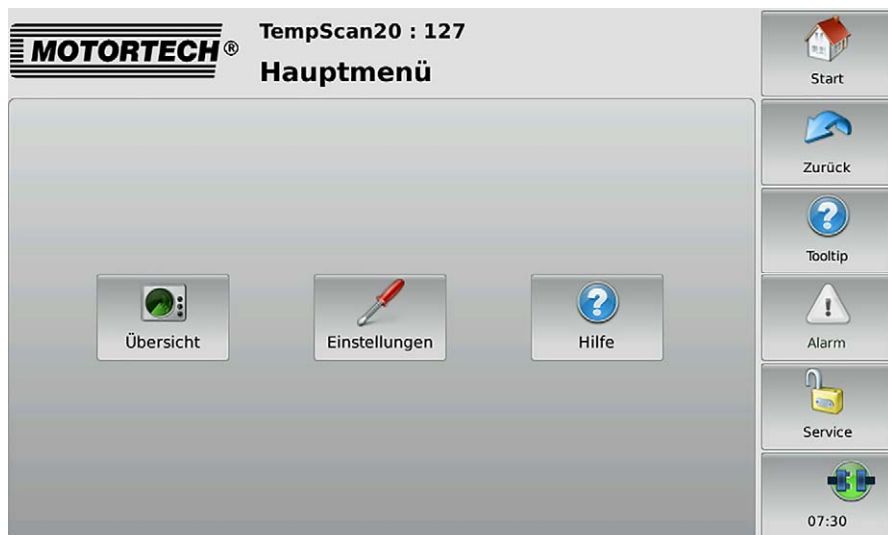 MOTORTECH®
TempScan20 : 127
Hauptmenü
Übersicht
Einstellungen
Hilfe
Start
Zurück
Tooltip
Alarm
Service
07:30